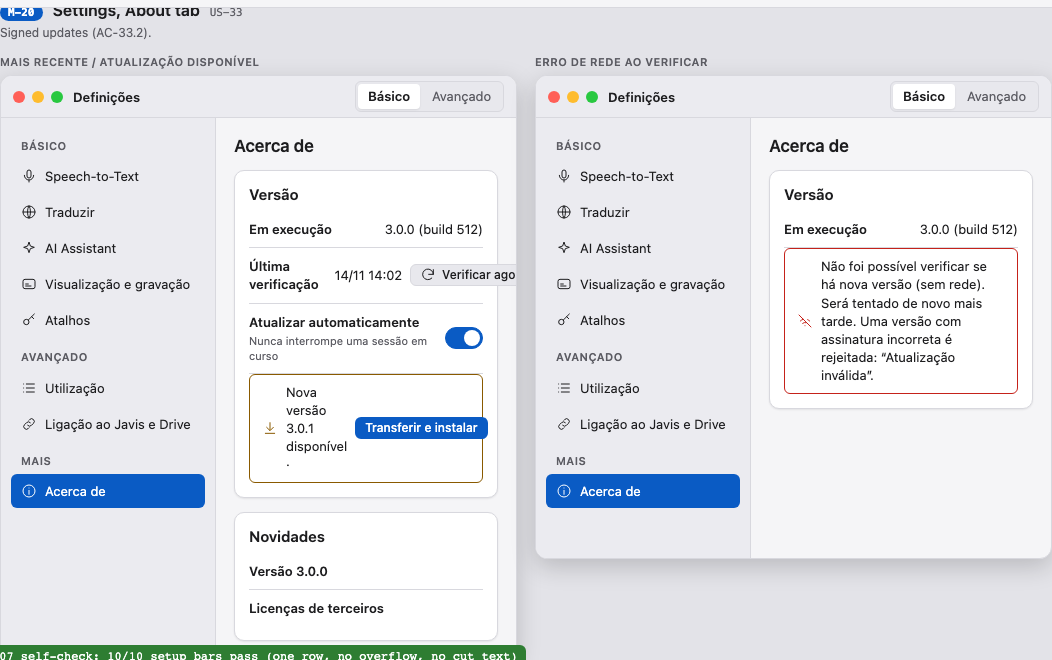 M-20 Settings, About tab US-33
Signed updates (AC-33.2).
MAIS RECENTE / ATUALIZAÇÃO DISPONÍVEL
Definições
Básico
Avançado
BÁSICO
Speech-to-Text
Traduzir
AI Assistant
Visualização e gravação
Atalhos
AVANÇADO
Utilização
Ligação ao Javis e Drive
MAIS
Acerca de
Acerca de
Versão
Em execução 3.0.0 (build 512)
Última
verificação
14/11 14:02
Verificar ago
Atualizar automaticamente
Nunca interrompe uma sessão em
curso
Nova
versão
3.0.1
disponível
.
Transferir e instalar
Novidades
Versão 3.0.0
Licenças de terceiros
07 self-check: 10/10 setup bars pass (one row, no overflow, no cut text)
ERRO DE REDE AO VERIFICAR
Definições
Básico
Avançado
BÁSICO
Speech-to-Text
Traduzir
AI Assistant
Visualização e gravação
Atalhos
AVANÇADO
Utilização
Ligação ao Javis e Drive
MAIS
Acerca de
Acerca de
Versão
Em execução 3.0.0 (build 512)
Não foi possível verificar se
há nova versão (sem rede).
Será tentado de novo mais
tarde. Uma versão com
assinatura incorreta é
rejeitada: “Atualização
inválida”.